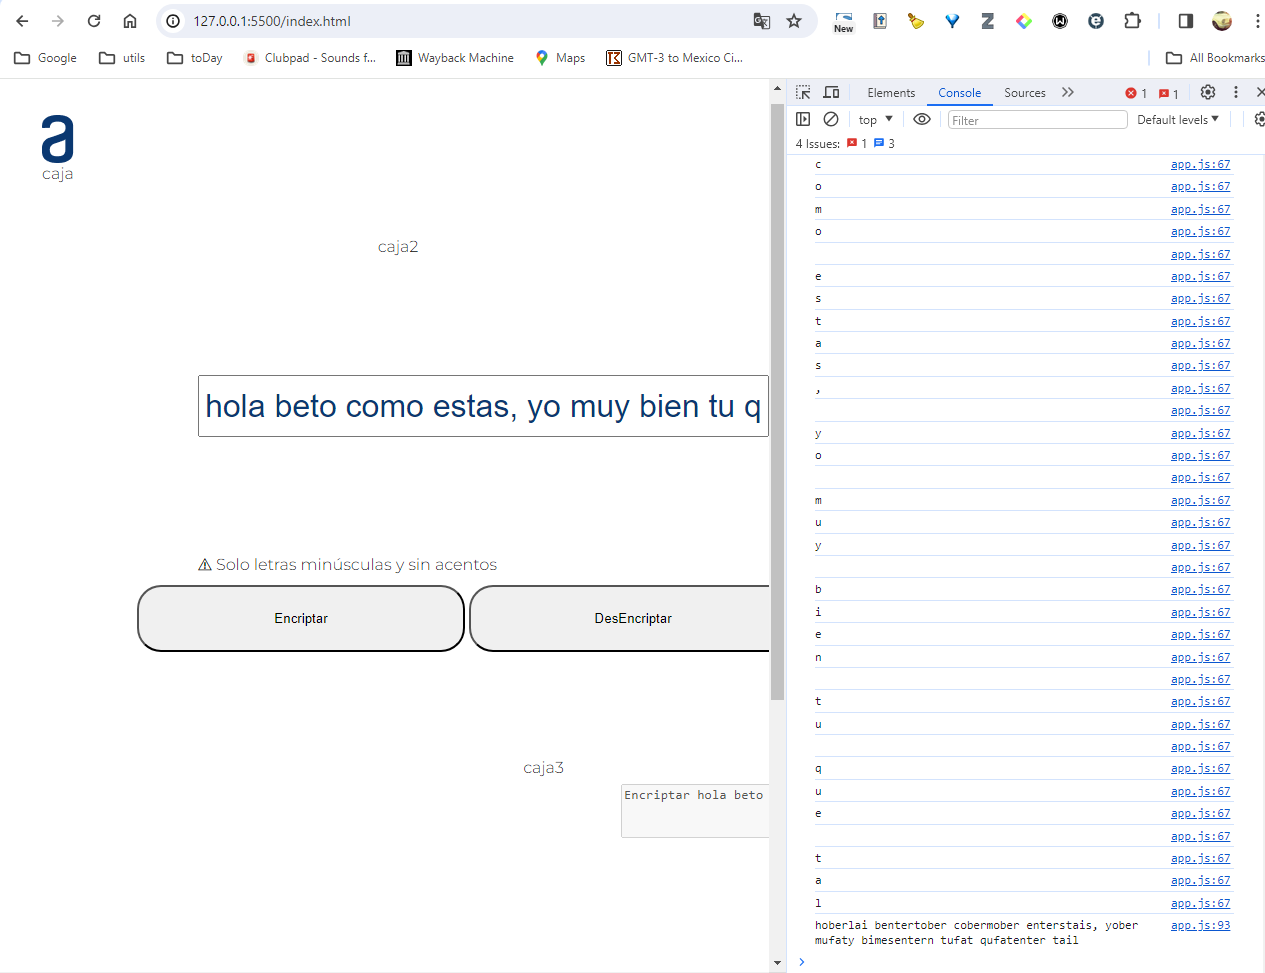 127.0.0.1:5500/index.html
New
Google
utils
toDay
Clubpad - Sounds f...
Wayback Machine
Maps
GMT-3 to Mexico Ci...
All Bookmarks
Elements
Console
Sources
1
1
top
Filter
Default levels
4 Issues:
1
3
a
caja
caja2
hola beto como estas, yo muy bien tu q
⚠ Solo letras minúsculas y sin acentos
Encriptar
DesEncriptar
caja3
Encriptar hola beto
c app.js:67
o app.js:67
m app.js:67
o app.js:67
app.js:67
e app.js:67
s app.js:67
t app.js:67
a app.js:67
s app.js:67
, app.js:67
app.js:67
y app.js:67
o app.js:67
app.js:67
m app.js:67
u app.js:67
y app.js:67
app.js:67
b app.js:67
i app.js:67
e app.js:67
n app.js:67
app.js:67
t app.js:67
u app.js:67
app.js:67
q app.js:67
u app.js:67
e app.js:67
app.js:67
t app.js:67
a app.js:67
l app.js:67
hoberlai bentertober cobermober enterstais, yober app.js:93
mufaty bimesentern tufat qufatenter tail